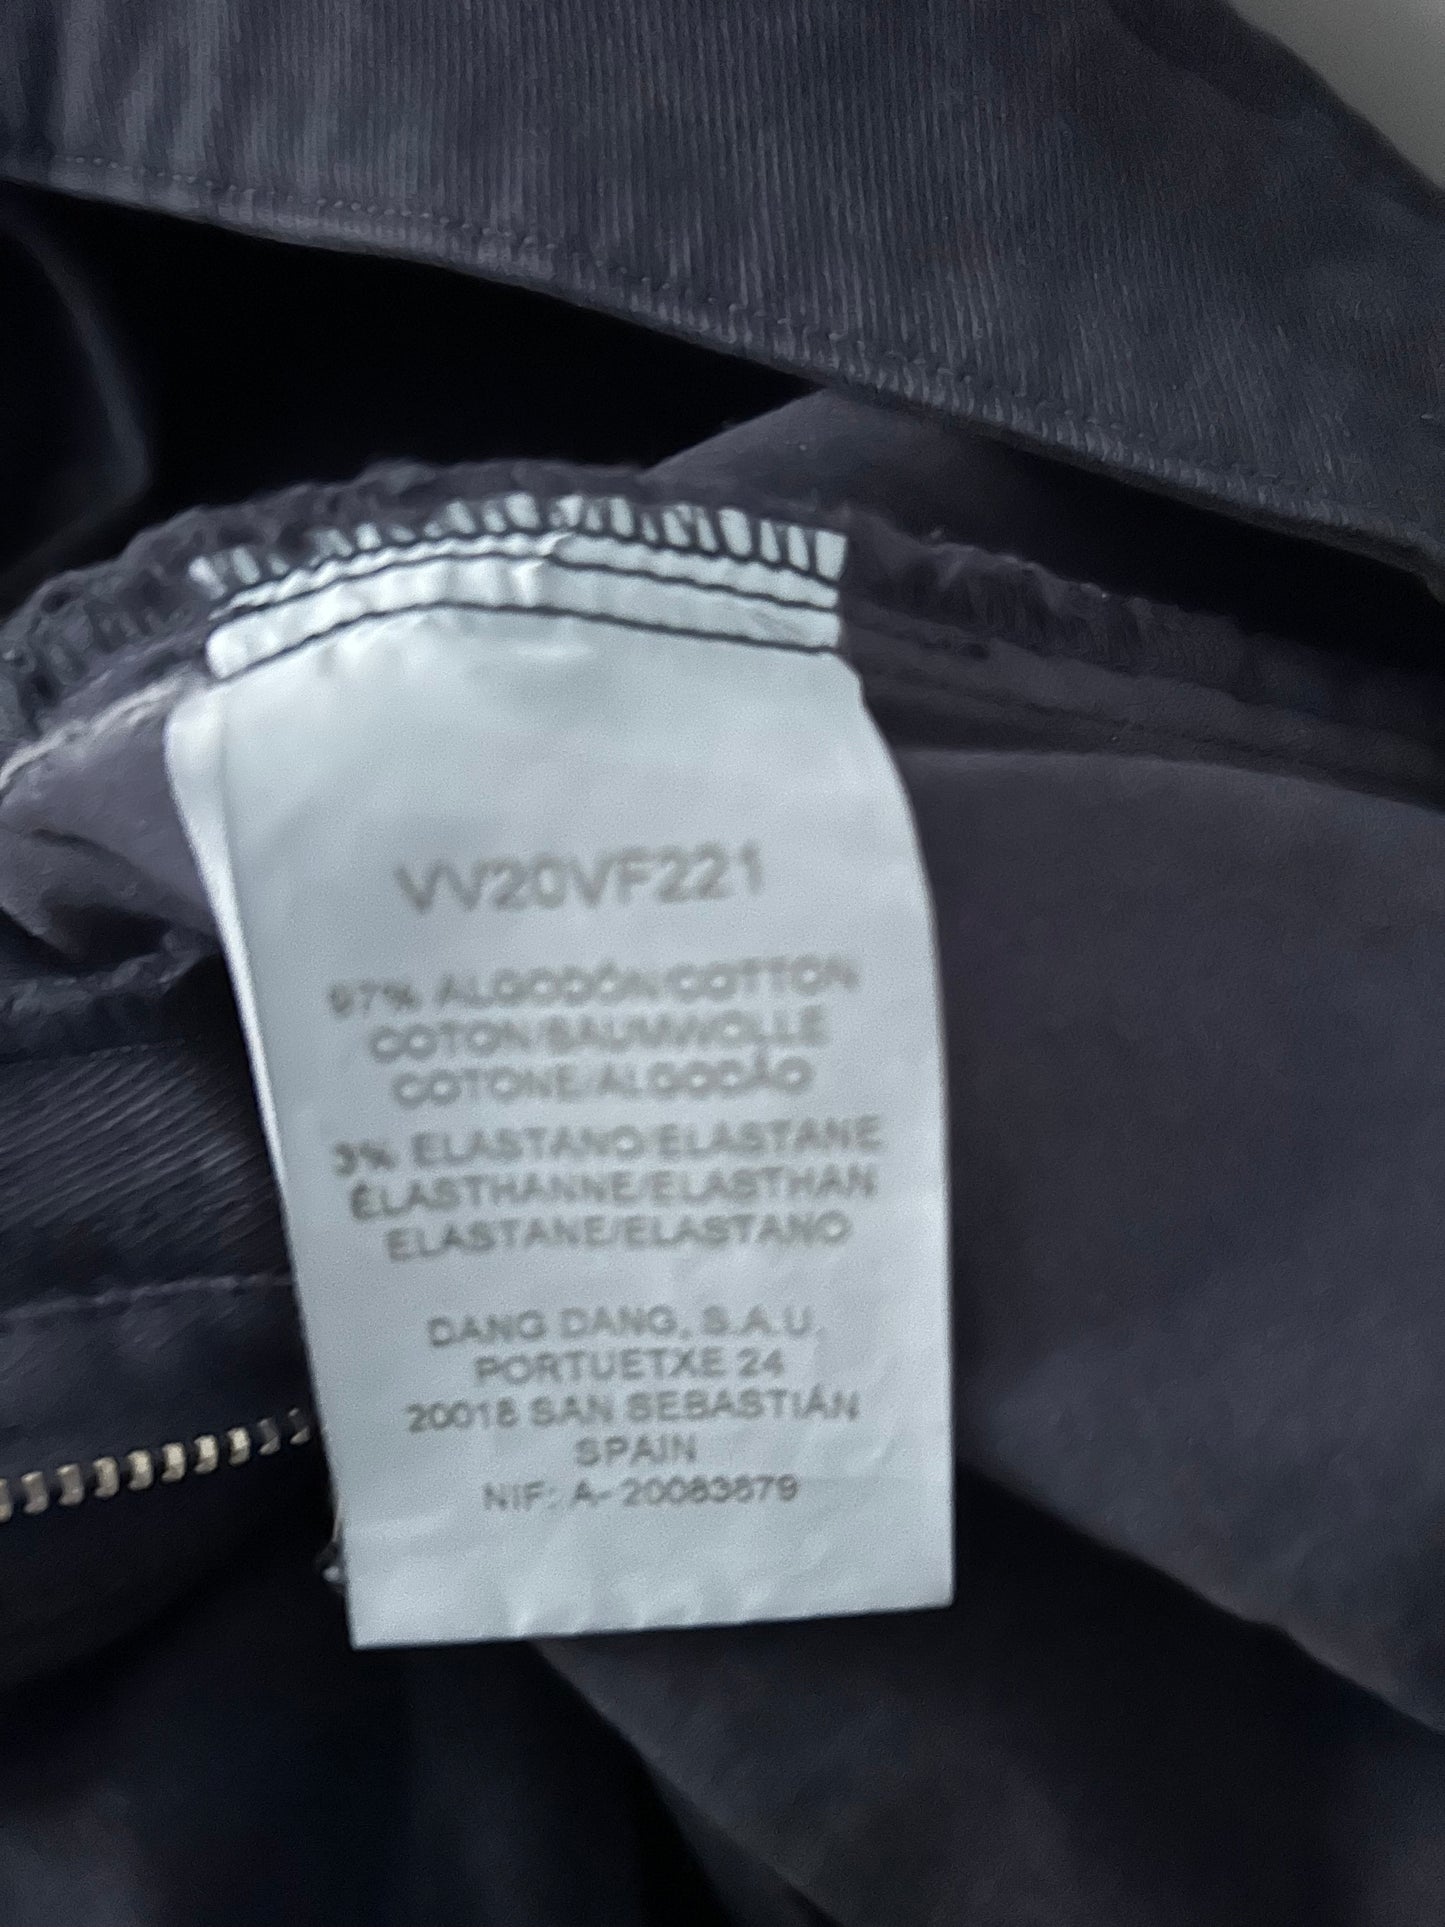 VV20VF221
97% ALGODÓN/COTTON
COTON/BAUMWOLLE
COTONE/ALGODÃO
3% ELASTANO/ELASTANE
ÉLASTHANNE/ELASTHAN
ELASTANE/ELASTANO
DANG DANG, S.A.U.
PORTUETXE 24
20018 SAN SEBASTIÁN
SPAIN
NIF: A- 20083879